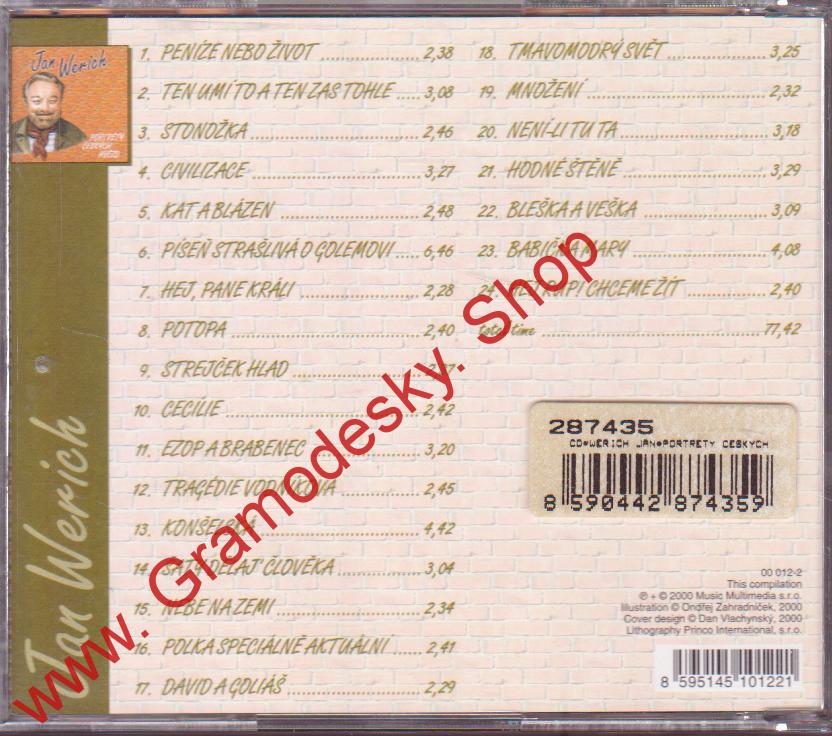 Jan Werich
PORTRÉTY
ČESKÝCH
HVĚZD
1. PENÍZE NEBO ŽIVOT 2,38
2. TEN UMÍ TO A TEN ZAS TOHLE 3,08
3. STONOŽKA 2,46
4. CIVILIZACE 3,27
5. KAT A BLÁZEN 2,48
6. PÍSEŇ STRAŠLIVÁ O GOLEMOVI 6,46
7. HEJ, PANE KRÁLI 2,28
8. POTOPA 2,40
9. STREJČEK HLAD
10. CECÍLIE 2,42
11. EZOP A BRABENEC 3,20
12. TRAGÉDIE VODNÍKOVA 2,45
13. KONŠELSKÁ 4,42
14. ŠATY DĚLAJ' ČLOVĚKA 3,04
15. NEBE NA ZEMI 2,34
16. POLKA SPECIÁLNĚ AKTUÁLNÍ 2,41
17. DAVID A GOLIÁŠ 2,29
18. TMAVOMODRÝ SVĚT 3,25
19. MNOŽENÍ 2,32
20. NENÍ-LI TU TA 3,18
21. HODNÉ ŠTĚNĚ 3,29
22. BLEŠKA A VEŠKA 3,09
23. BABIČKA MARY 4,08
24. HEJ RUP! CHCEME ŽÍT 2,40
total time 77,42
287435
CD*WERICH JAN*PORTRETY CESKYCH
8 590442 874359
00 012-2
This compilation
℗ + © 2000 Music Multimedia s.r.o.
Illustration © Ondřej Zahradníček, 2000
Cover design © Dan Vlachynský, 2000
Lithography Princo International, s.r.o.
8 595145 101221
Jan Werich
www. Gramodesky. Shop